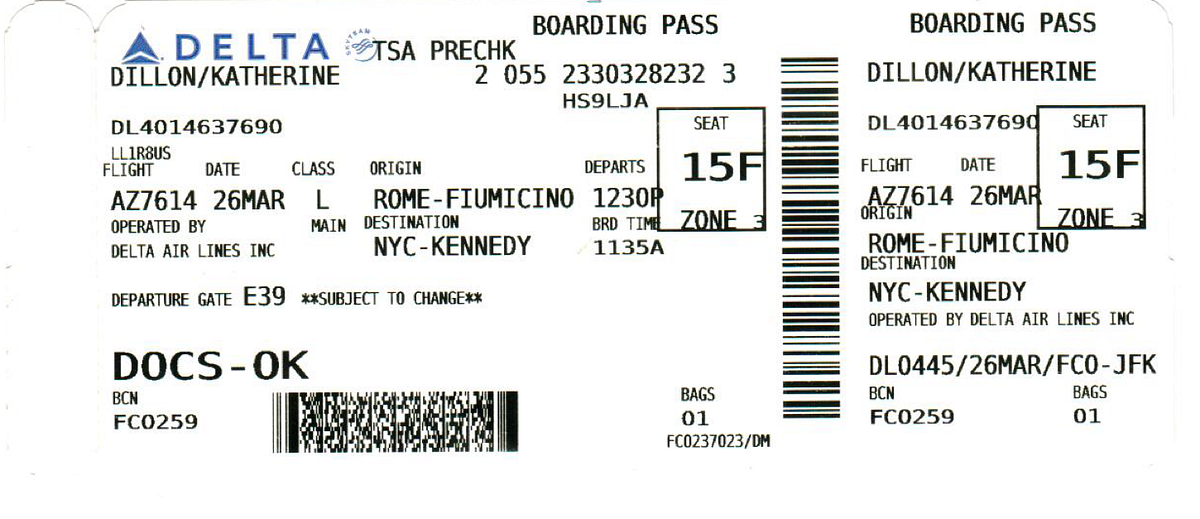 BOARDING PASS
DELTA SKYTEAM TSA PRECHK
DILLON/KATHERINE 2 055 2330328232 3
HS9LJA
DL4014637690
LL1R8US
SEAT
15F
ZONE 3
FLIGHT DATE CLASS ORIGIN DEPARTS
AZ7614 26MAR L ROME-FIUMICINO 1230P
OPERATED BY MAIN DESTINATION BRD TIME
DELTA AIR LINES INC NYC-KENNEDY 1135A
DEPARTURE GATE E39 **SUBJECT TO CHANGE**
DOCS-OK
BCN BAGS
FC0259 01
FC0237023/DM
BOARDING PASS
DILLON/KATHERINE
DL4014637690
SEAT
15F
ZONE 3
FLIGHT DATE
AZ7614 26MAR
ORIGIN
ROME-FIUMICINO
DESTINATION
NYC-KENNEDY
OPERATED BY DELTA AIR LINES INC
DL0445/26MAR/FCO-JFK
BCN BAGS
FC0259 01